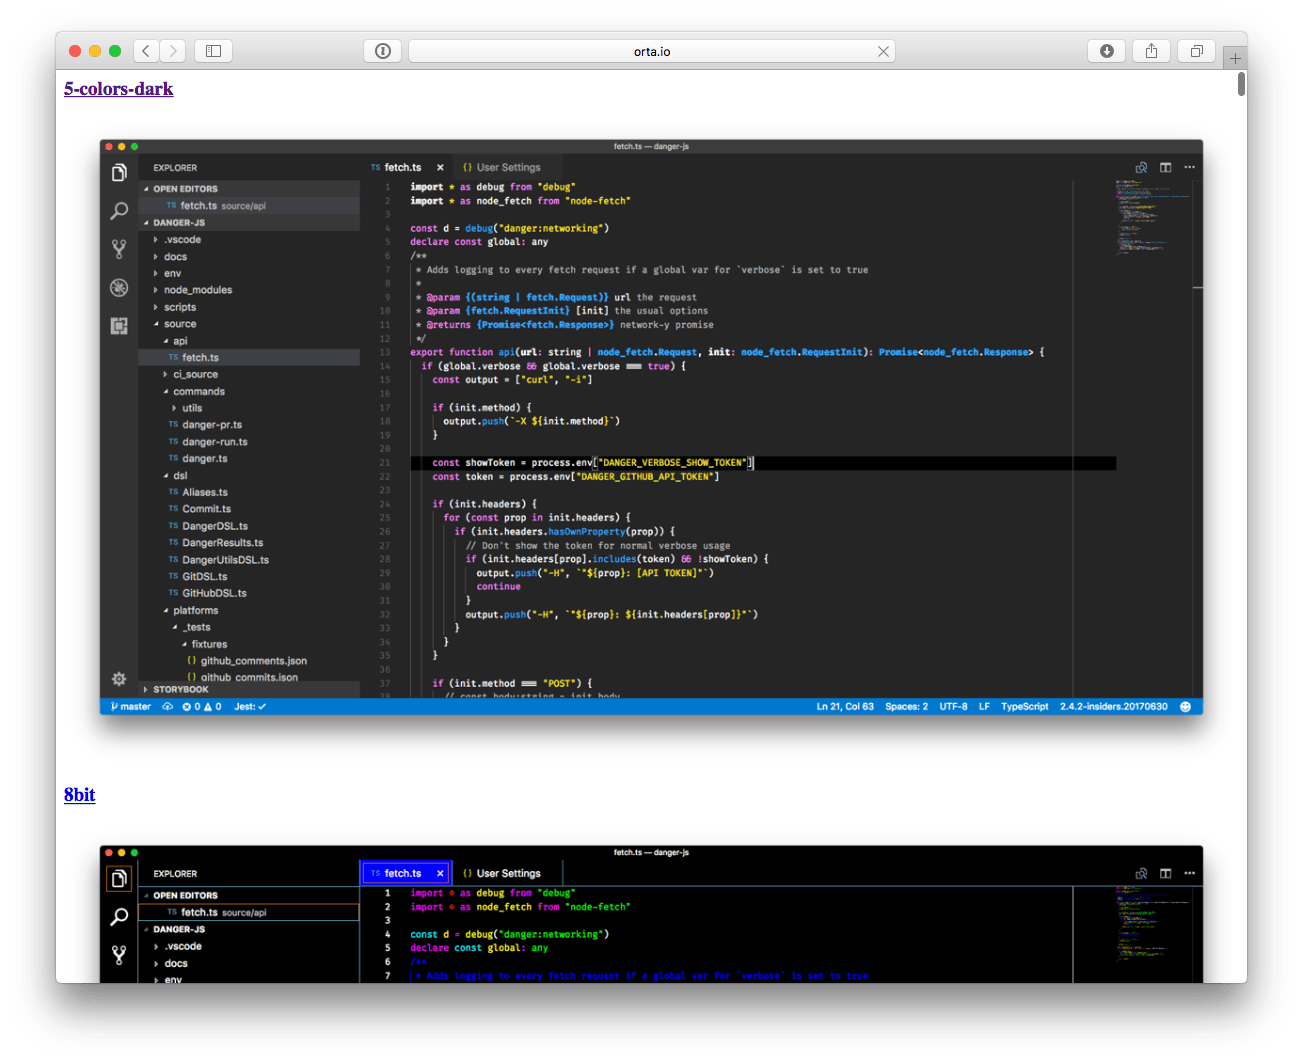 orta.io
5-colors-dark
fetch.ts — danger-js
EXPLORER
OPEN EDITORS
TS fetch.ts source/api
DANGER-JS
.vscode
docs
env
node_modules
scripts
source
api
TS fetch.ts
ci_source
commands
utils
TS danger-pr.ts
TS danger-run.ts
TS danger.ts
dsl
TS Aliases.ts
TS Commit.ts
TS DangerDSL.ts
TS DangerResults.ts
TS DangerUtilsDSL.ts
TS GitDSL.ts
TS GitHubDSL.ts
platforms
_tests
fixtures
{} github_comments.json
{} github_commits.json
STORYBOOK
TS fetch.ts × {} User Settings
1 import * as debug from "debug"
2 import * as node_fetch from "node-fetch"
3
4 const d = debug("danger:networking")
5 declare const global: any
6 /**
7 * Adds logging to every fetch request if a global var for `verbose` is set to true
8 *
9 * @param {(string | fetch.Request)} url the request
10 * @param {fetch.RequestInit} [init] the usual options
11 * @returns {Promise<fetch.Response>} network-y promise
12 */
13 export function api(url: string | node_fetch.Request, init: node_fetch.RequestInit): Promise<node_fetch.Response> {
14 if (global.verbose && global.verbose === true) {
15 const output = ["curl", "-i"]
16
17 if (init.method) {
18 output.push(`-X ${init.method}`)
19 }
20
21 const showToken = process.env["DANGER_VERBOSE_SHOW_TOKEN"]
22 const token = process.env["DANGER_GITHUB_API_TOKEN"]
23
24 if (init.headers) {
25 for (const prop in init.headers) {
26 if (init.headers.hasOwnProperty(prop)) {
27 // Don't show the token for normal verbose usage
28 if (init.headers[prop].includes(token) && !showToken) {
29 output.push("-H", `"${prop}: [API TOKEN]"`)
30 continue
31 }
32 output.push("-H", `"${prop}: ${init.headers[prop]}"`)
33 }
34 }
35 }
36
37 if (init.method === "POST") {
38 // const body:string = init.body
master 0 0 Jest: ✓ Ln 21, Col 63 Spaces: 2 UTF-8 LF TypeScript 2.4.2-insiders.20170630
8bit
fetch.ts — danger-js
EXPLORER
OPEN EDITORS
TS fetch.ts source/api
DANGER-JS
.vscode
docs
env
TS fetch.ts × {} User Settings
1 import * as debug from "debug"
2 import * as node_fetch from "node-fetch"
3
4 const d = debug("danger:networking")
5 declare const global: any
6 /**
7 * Adds logging to every fetch request if a global var for `verbose` is set to true